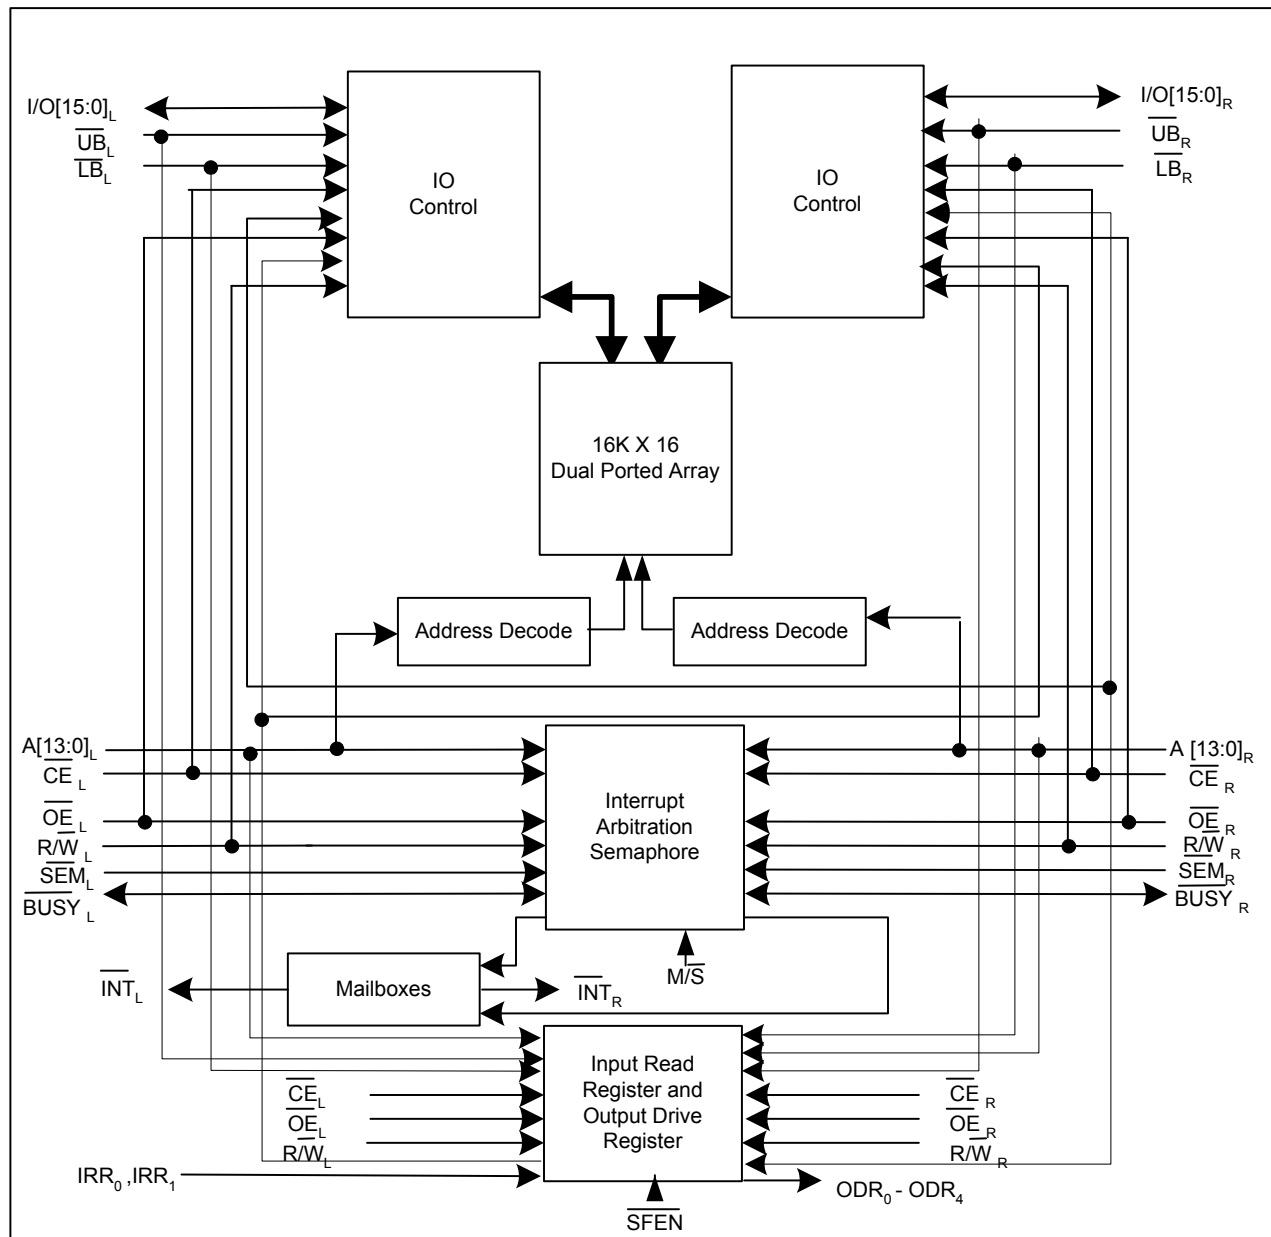 I/O[15:0]L
I/O[15:0]R
UBL
UBR
LBL
LBR
IO
Control
IO
Control
16K X 16
Dual Ported Array
Address Decode
Address Decode
A[13:0]L
A [13:0]R
CE L
CE R
OE L
OE R
R/W L
R/W R
SEML
SEMR
BUSY L
BUSY R
Interrupt
Arbitration
Semaphore
M/S
INTL
Mailboxes
INTR
Input Read
Register and
Output Drive
Register
CEL
CE R
OEL
OE R
R/WL
R/W R
IRR0 ,IRR1
ODR0 - ODR4
SFEN